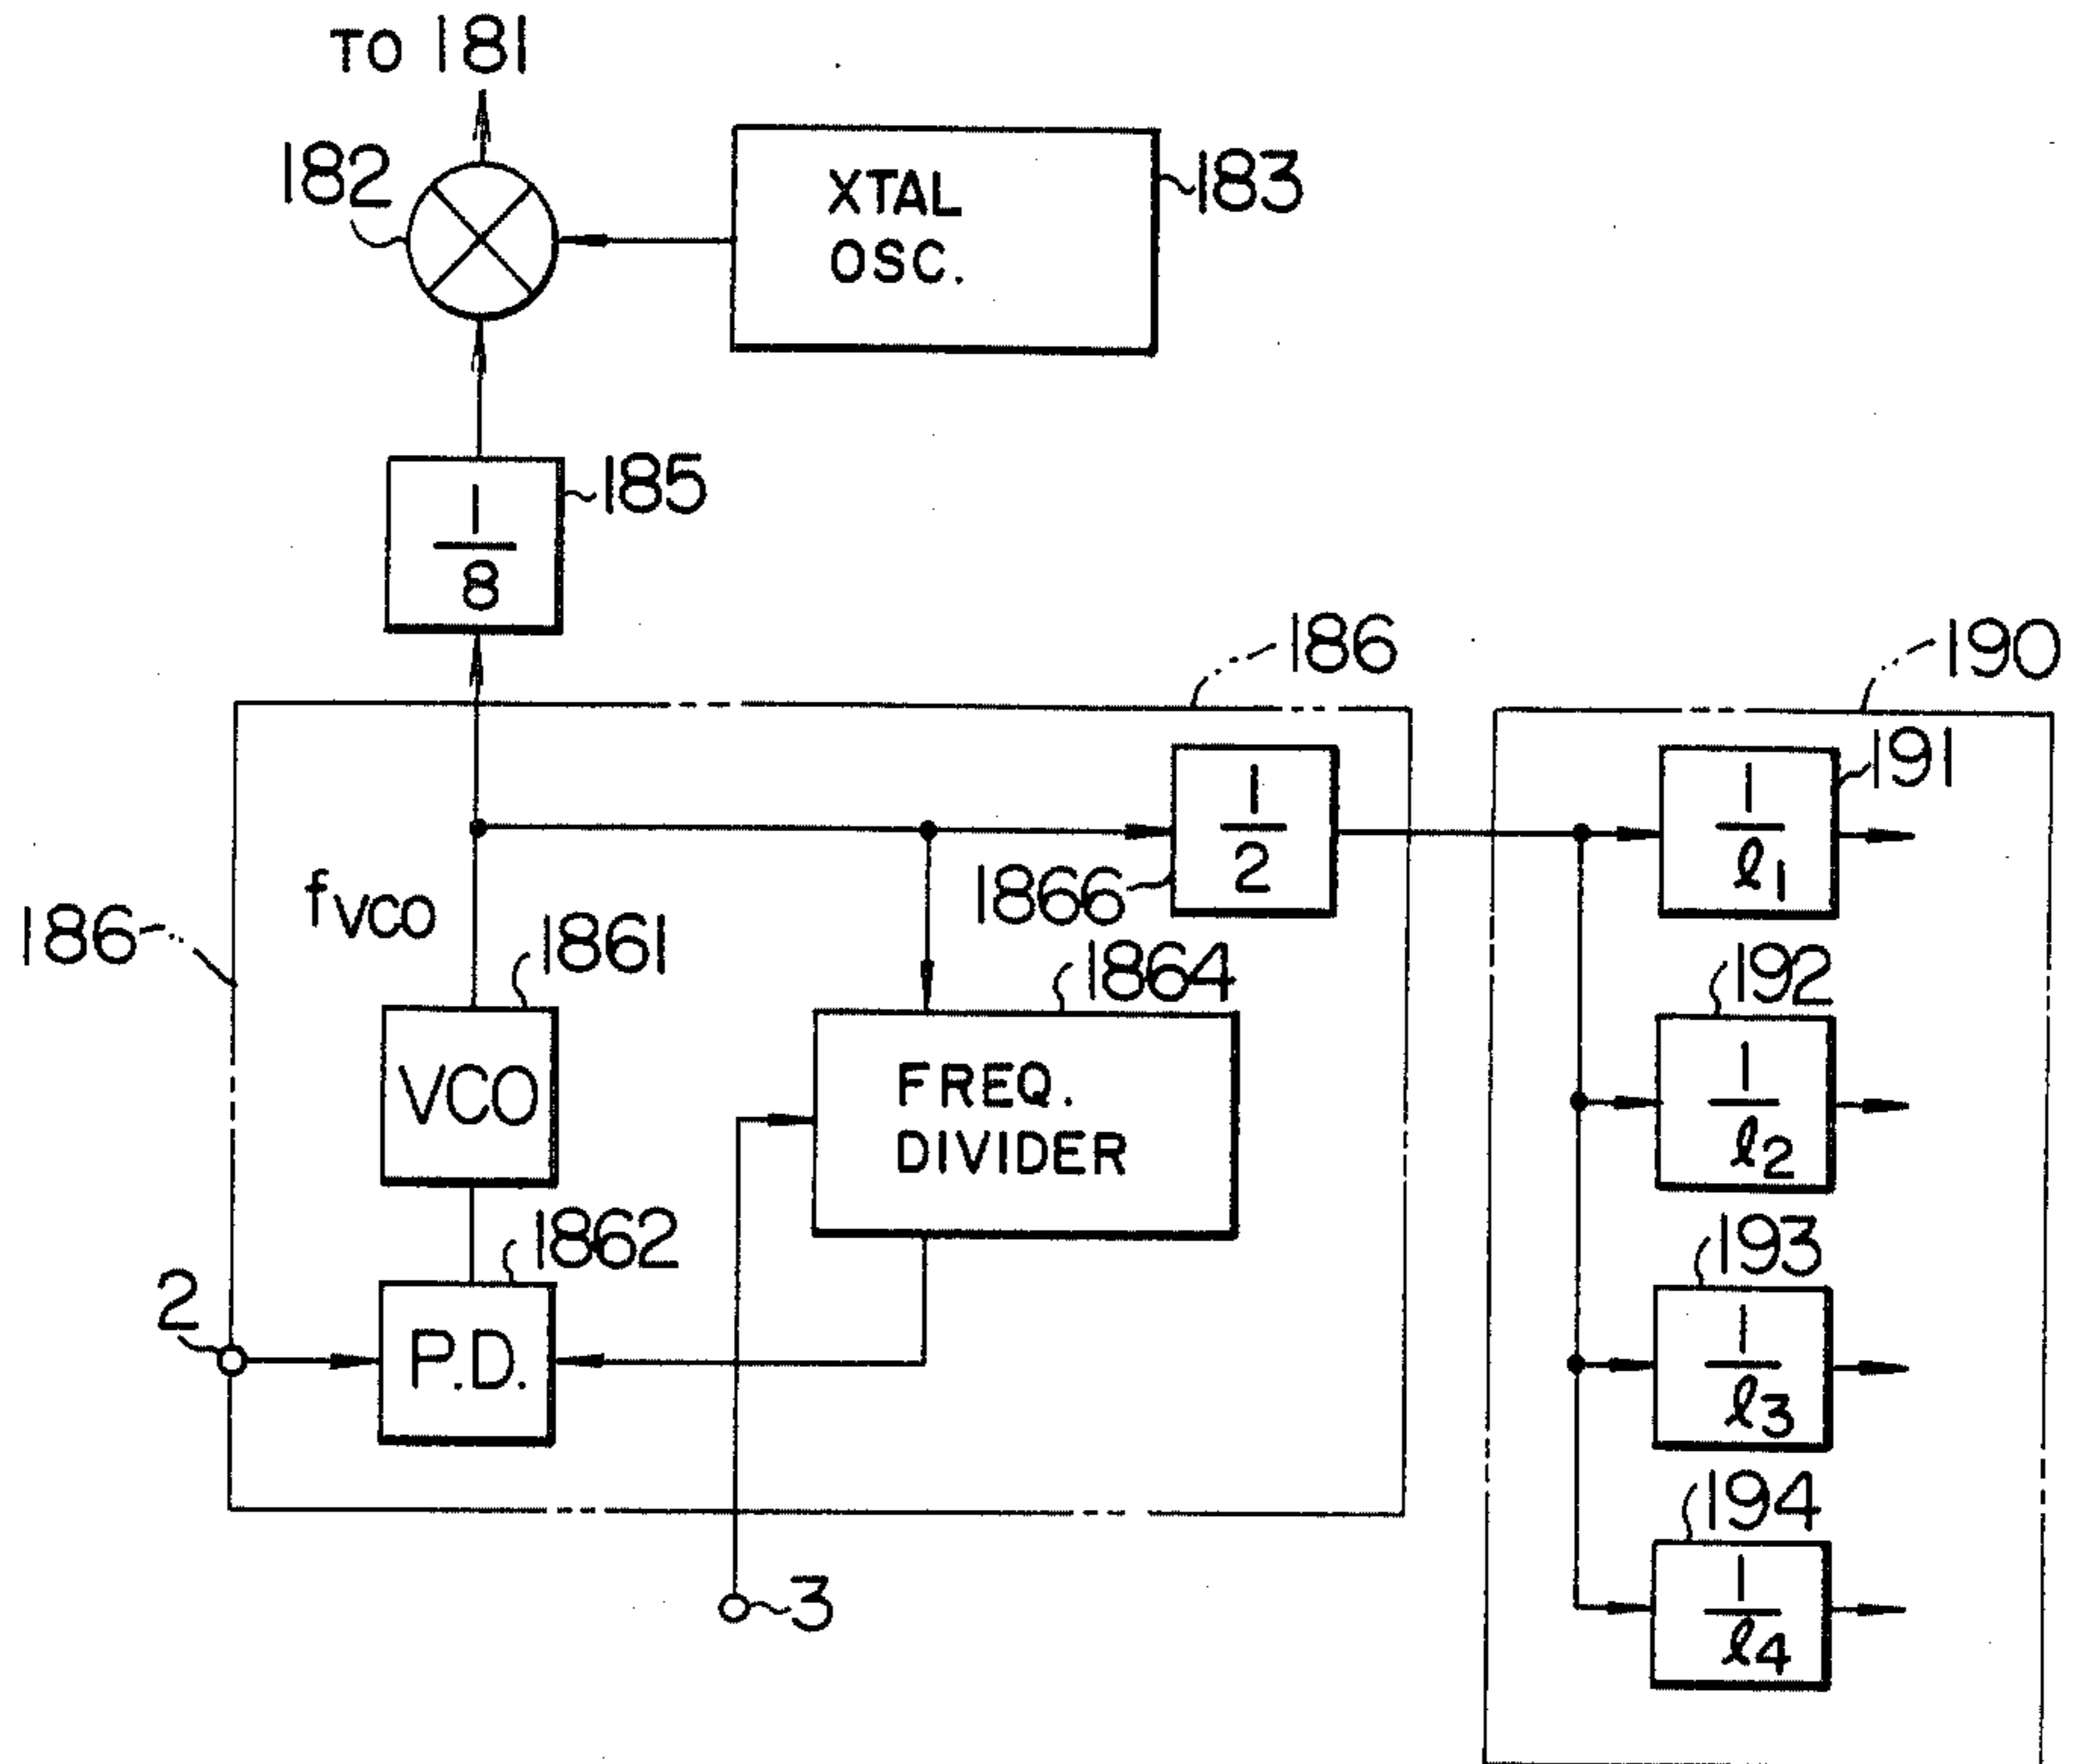 TO 181
182
XTAL
OSC.
183
1
8
185
186
190
1
2
1866
1
ℓ1
191
fVCO
186
1861
1864
192
VCO
FREQ.
DIVIDER
1
ℓ2
1862
193
2
P.D.
1
ℓ3
194
3
1
ℓ4